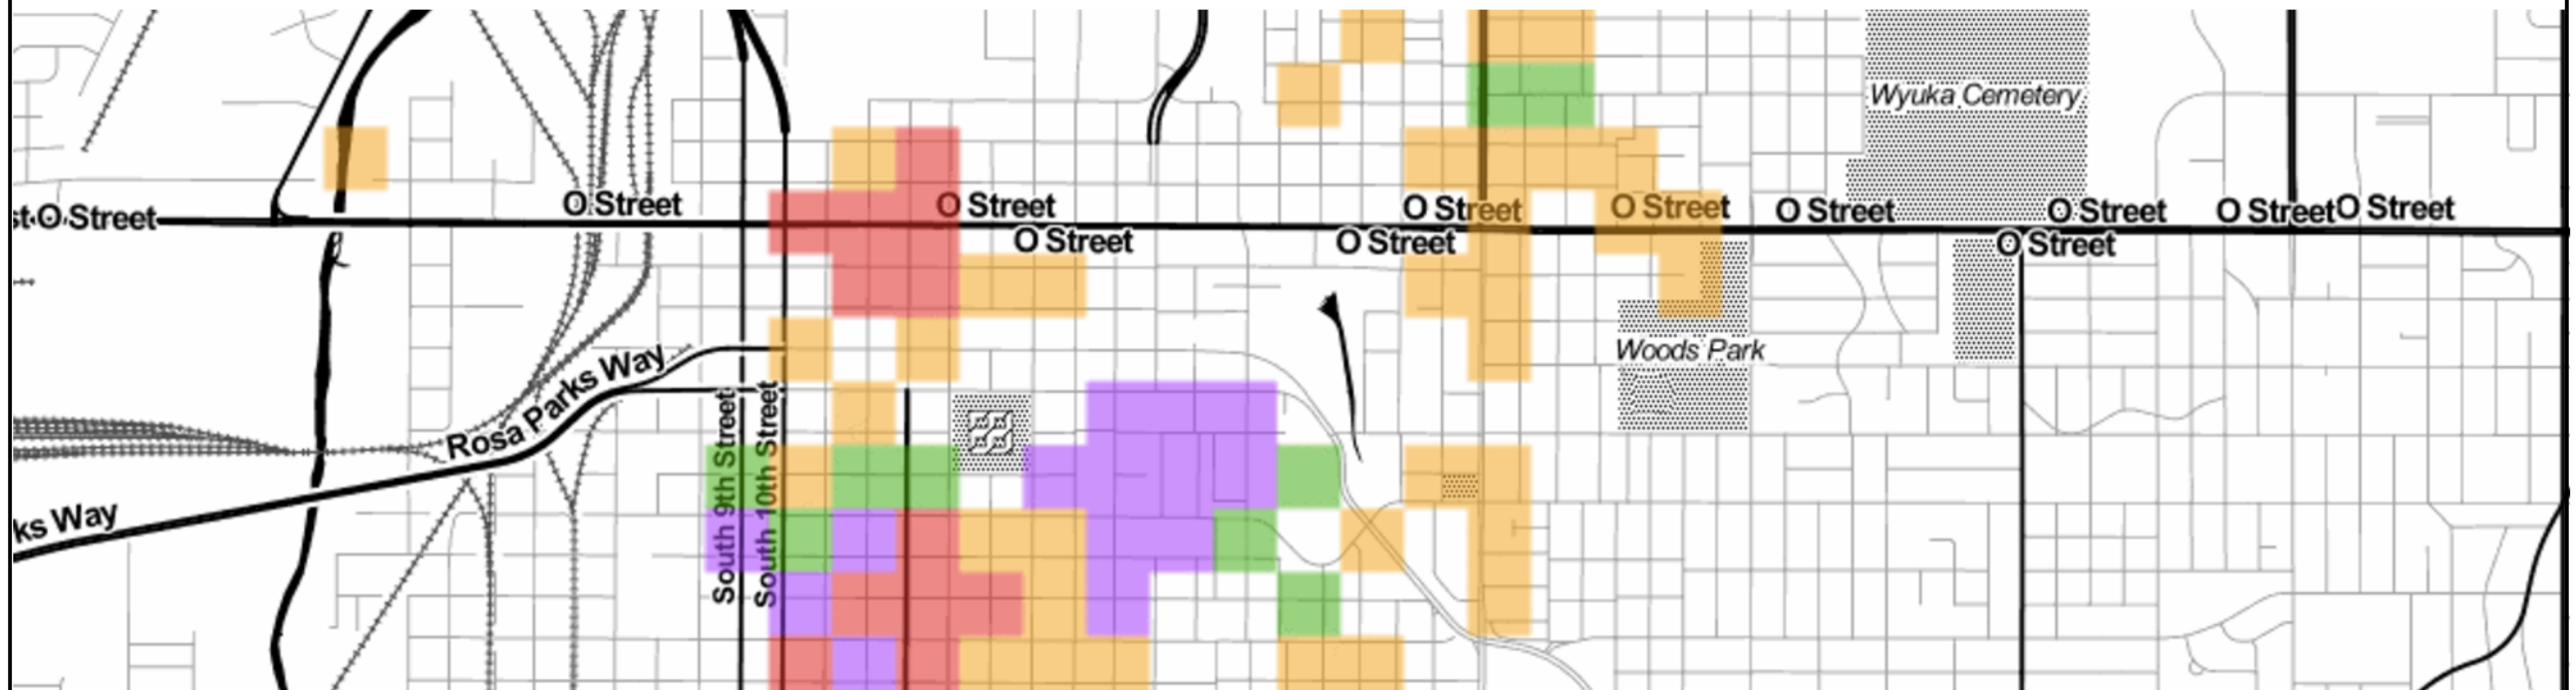 Wyuka Cemetery
st O Street
O Street
O Street
O Street
O Street
O Street
O Street
O Street
O Street
O Street
O Street
O Street
Woods Park
Rosa Parks Way
South 9th Street
South 10th Street
ks Way